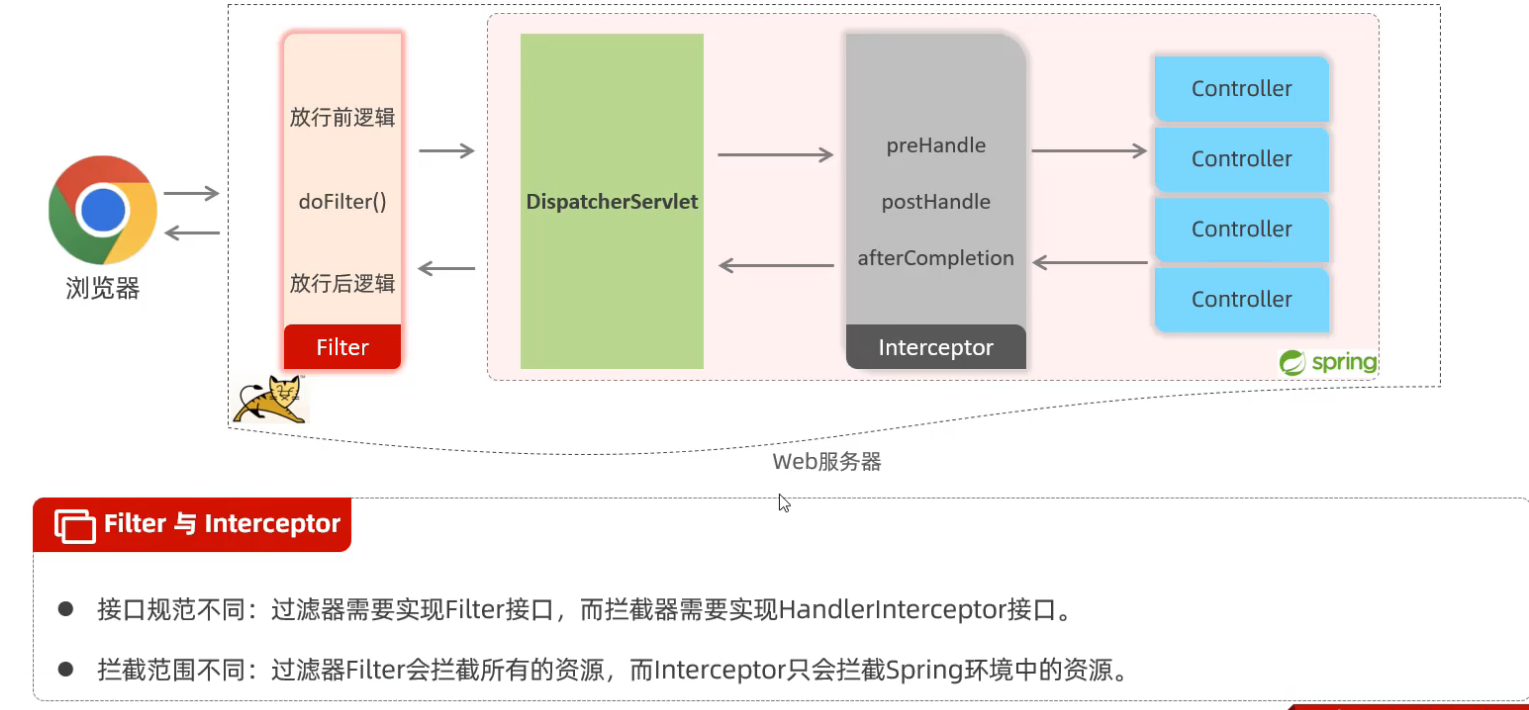 放行前逻辑
doFilter()
放行后逻辑
Filter
DispatcherServlet
preHandle
postHandle
afterCompletion
Interceptor
Controller
Controller
Controller
Controller
spring
浏览器
Web服务器
Filter 与 Interceptor
接口规范不同：过滤器需要实现Filter接口，而拦截器需要实现HandlerInterceptor接口。
拦截范围不同：过滤器Filter会拦截所有的资源，而Interceptor只会拦截Spring环境中的资源。